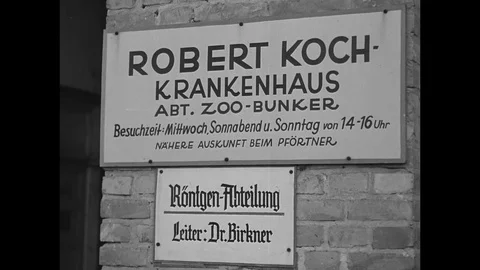 ROBERT KOCH-
KRANKENHAUS
ABT. ZOO-BUNKER
Besuchzeit: Mittwoch, Sonnabend u. Sonntag von 14-16 Uhr
NÄHERE AUSKUNFT BEIM PFÖRTNER
Röntgen-Abteilung
Leiter: Dr. Birkner